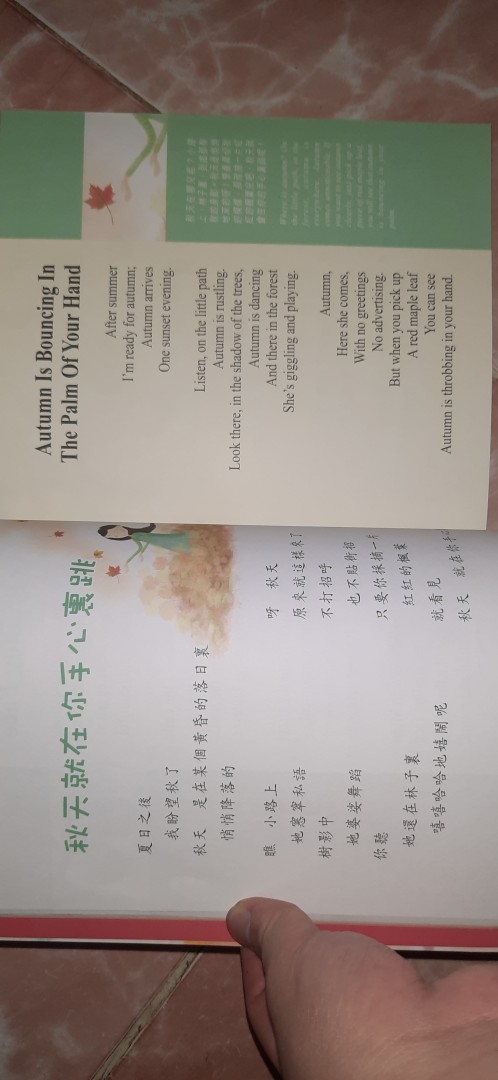 秋天就在你手心裏跳
夏日之後
我盼望秋了
秋天 是在某個黃昏的落日裏
悄悄降落的
瞧 小路上
她窸窣私語
樹影中
她婆娑舞蹈
你聽
她還在林子裏
嘻嘻哈哈地嬉鬧呢
呀 秋天
原來就這樣來了
不打招呼
也不貼街招
只要你採摘一
紅紅的楓葉
就看見
秋天 就在你手
Autumn Is Bouncing In
The Palm Of Your Hand
After summer
I'm ready for autumn;
Autumn arrives
One sunset evening.
Listen, on the little path
Autumn is rustling.
Look there, in the shadow of the trees,
Autumn is dancing
And there in the forest
She's giggling and playing.
Autumn,
Here she comes,
With no greetings
No advertising,
But when you pick up
A red maple leaf
You can see
Autumn is throbbing in your hand.